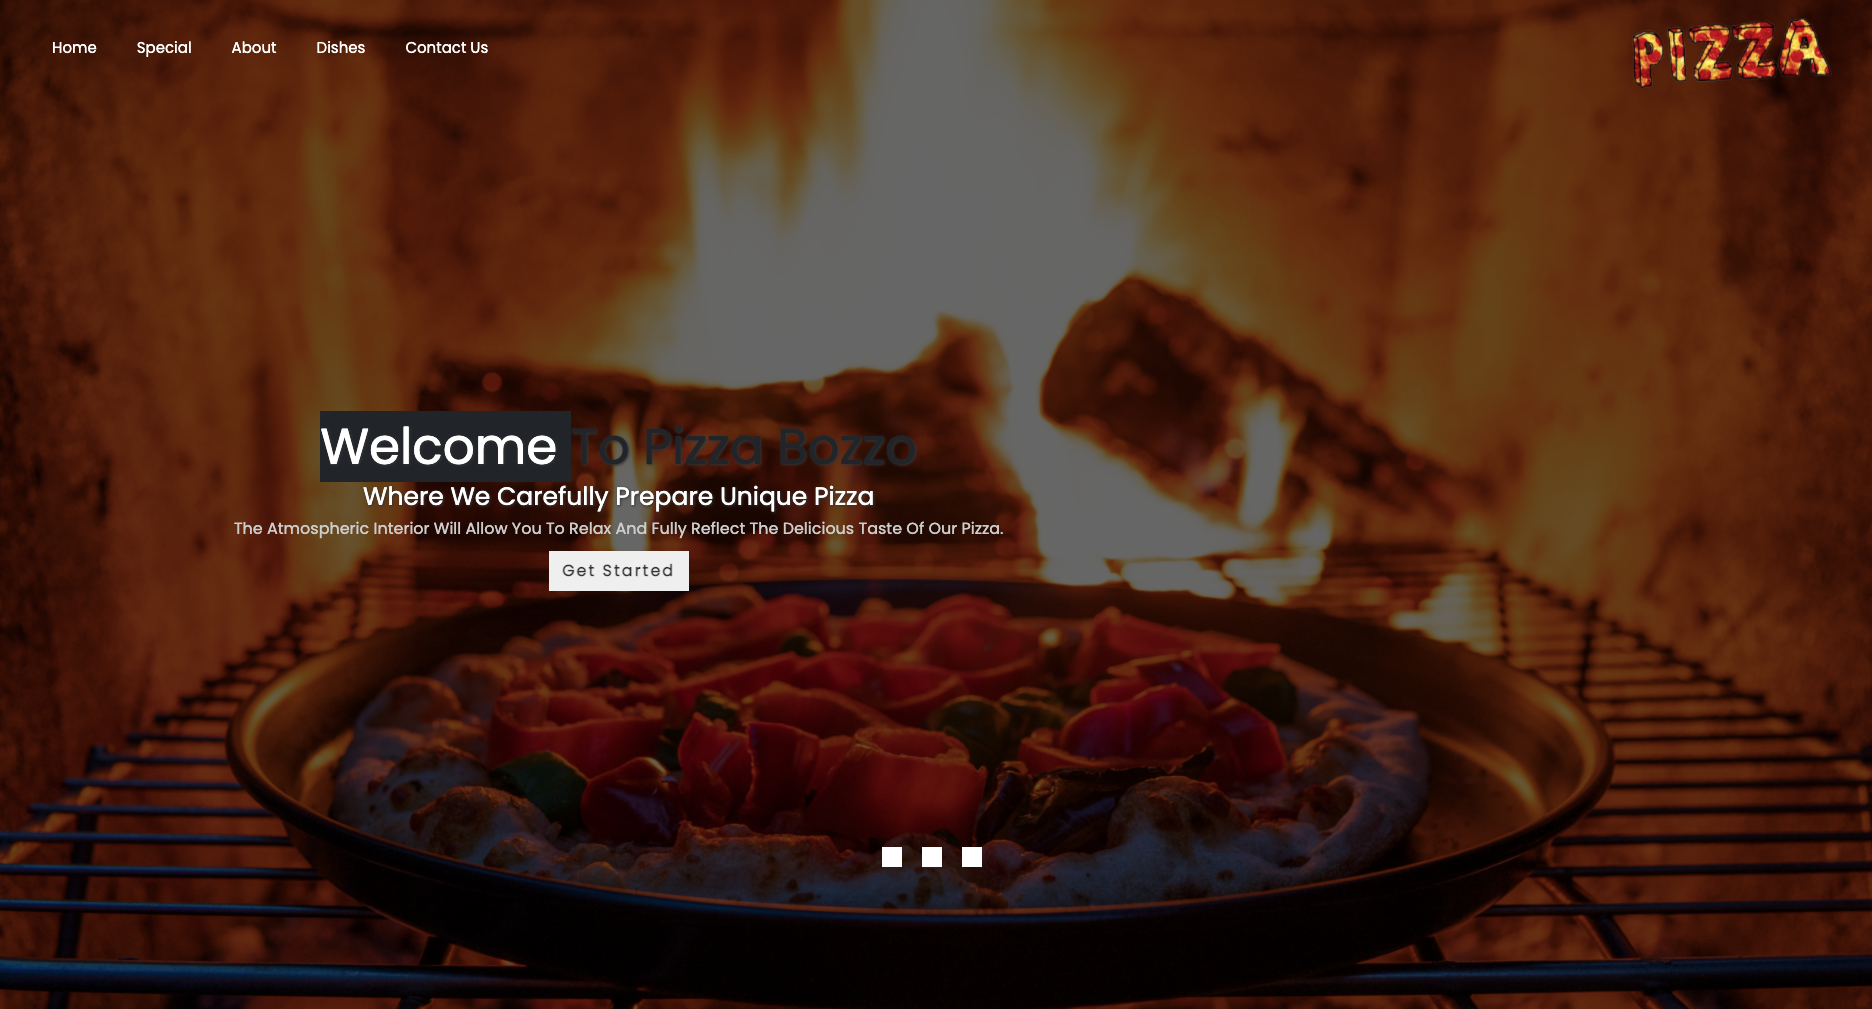 Home Special About Dishes Contact Us
PIZZA
Welcome To Pizza Bozzo
Where We Carefully Prepare Unique Pizza
The Atmospheric Interior Will Allow You To Relax And Fully Reflect The Delicious Taste Of Our Pizza.
Get Started